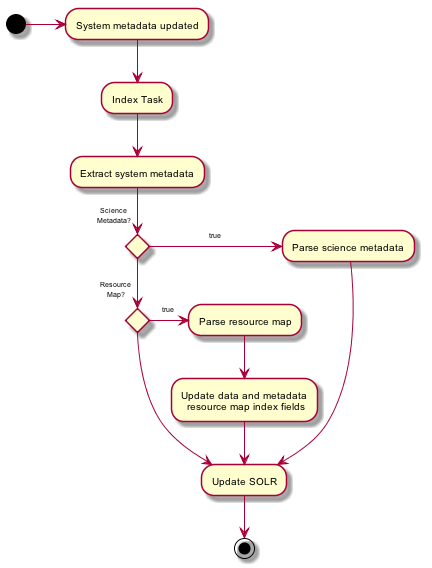 System metadata updated
Index Task
Extract system metadata
Science
Metadata?
true
Parse science metadata
Resource
Map?
true
Parse resource map
Update data and metadata
resource map index fields
Update SOLR